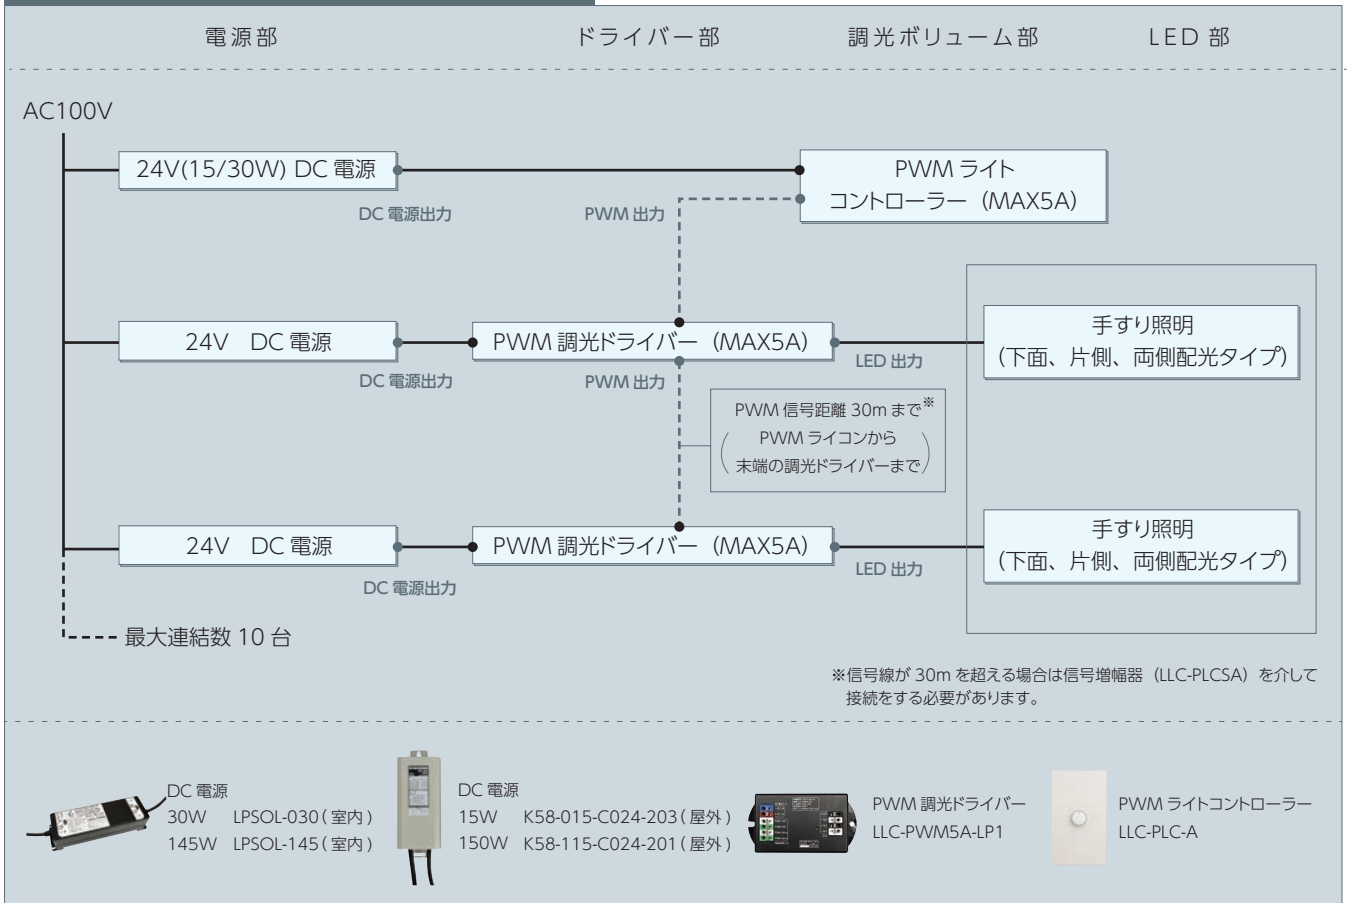 電源部 ドライバー部 調光ボリューム部 LED 部
AC100V
24V(15/30W) DC 電源
PWM ライト
コントローラー（MAX5A）
DC 電源出力
PWM 出力
24V　DC 電源
PWM 調光ドライバー（MAX5A）
手すり照明
（下面、片側、両側配光タイプ）
DC 電源出力
PWM 出力
LED 出力
PWM 信号距離 30m まで※
PWM ライコンから
末端の調光ドライバーまで
24V　DC 電源
PWM 調光ドライバー（MAX5A）
手すり照明
（下面、片側、両側配光タイプ）
DC 電源出力
LED 出力
最大連結数 10 台
※信号線が 30m を超える場合は信号増幅器（LLC-PLCSA）を介して
接続をする必要があります。
DC 電源
30W LPSOL-030（室内）
145W LPSOL-145（室内）
DC 電源
15W K58-015-C024-203（屋外）
150W K58-115-C024-201（屋外）
PWM 調光ドライバー
LLC-PWM5A-LP1
PWM ライトコントローラー
LLC-PLC-A